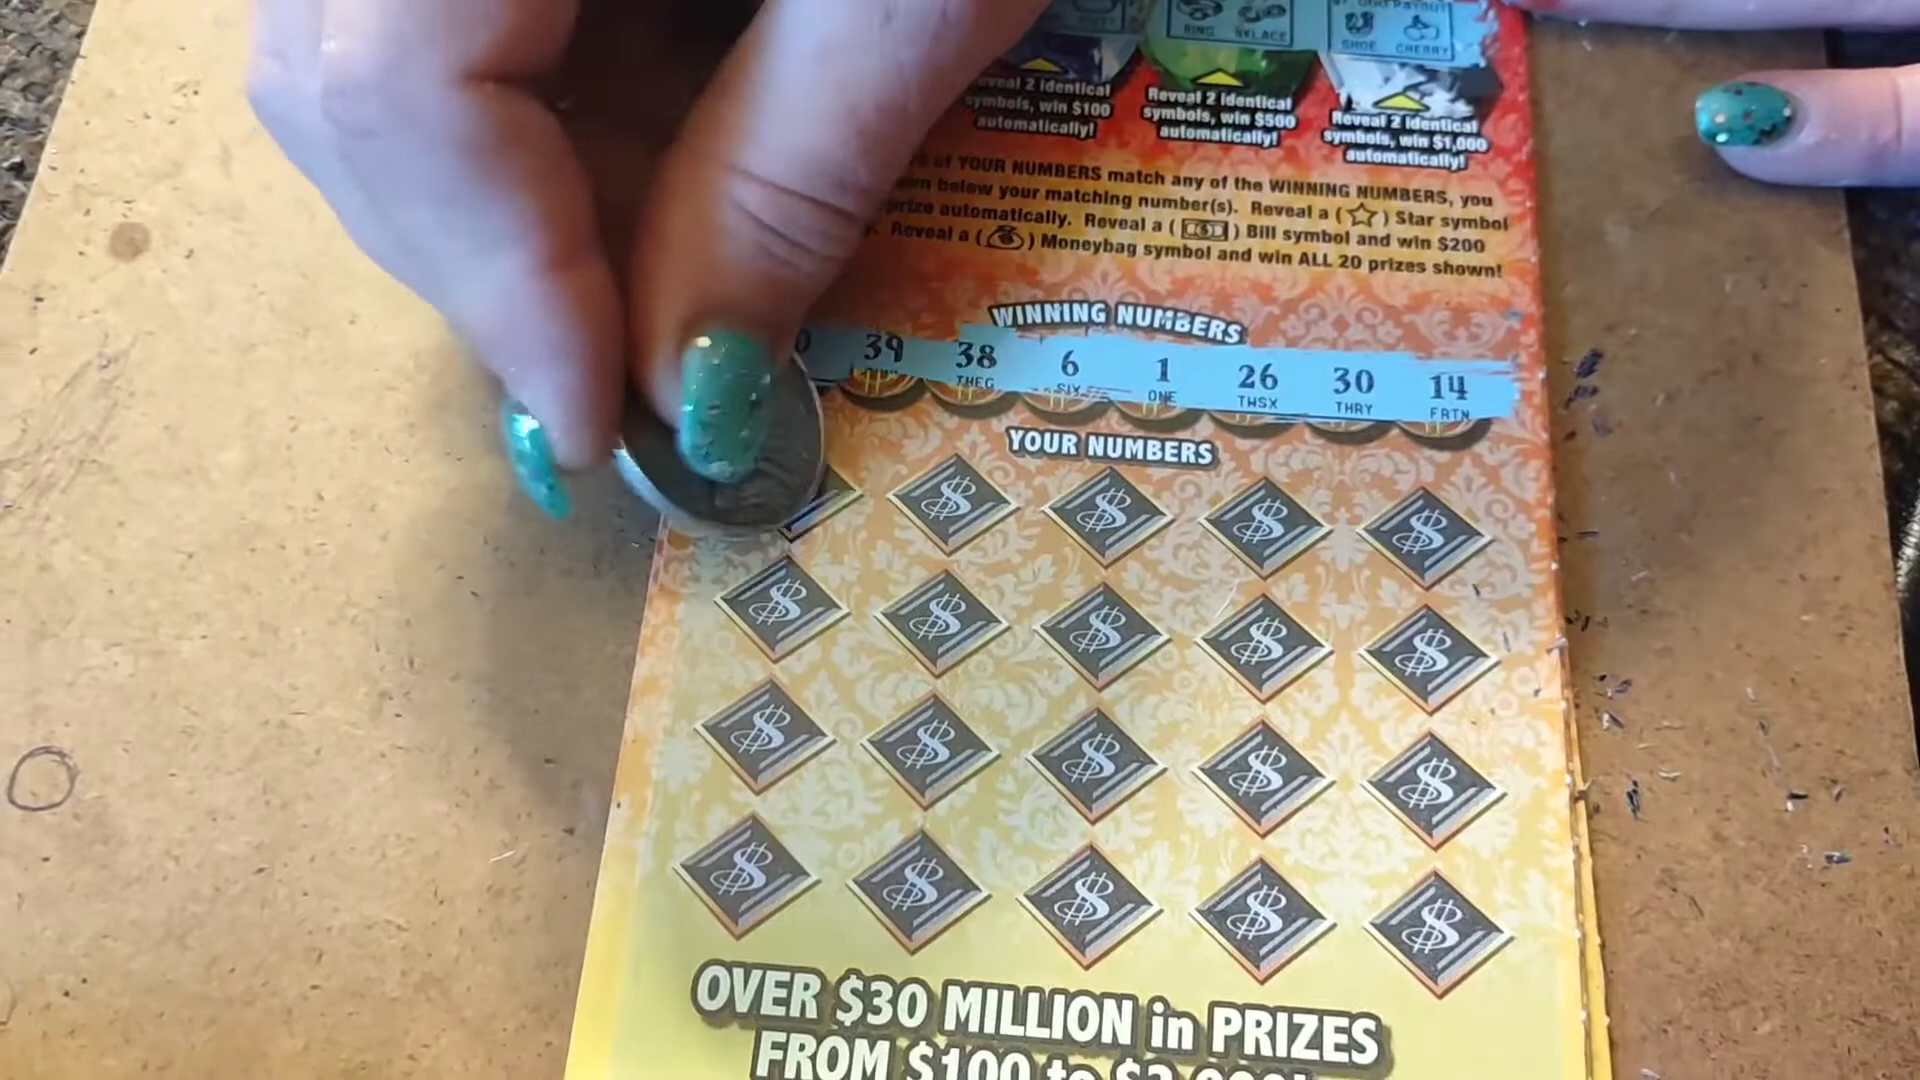 RING NKLACE
SHOE CHERRY
Reveal 2 identical
symbols, win $100
automatically!
Reveal 2 identical
symbols, win $500
automatically!
Reveal 2 identical
symbols, win $1,000
automatically!
of YOUR NUMBERS match any of the WINNING NUMBERS, you
below your matching number(s). Reveal a ( ) Star symbol
prize automatically. Reveal a ( ) Bill symbol and win $200
Reveal a ( ) Moneybag symbol and win ALL 20 prizes shown!
WINNING NUMBERS
39 38 6 1 26 30 14
THEG SIX ONE TWSX THRY FRTN
YOUR NUMBERS
OVER $30 MILLION in PRIZES
FROM $100 to